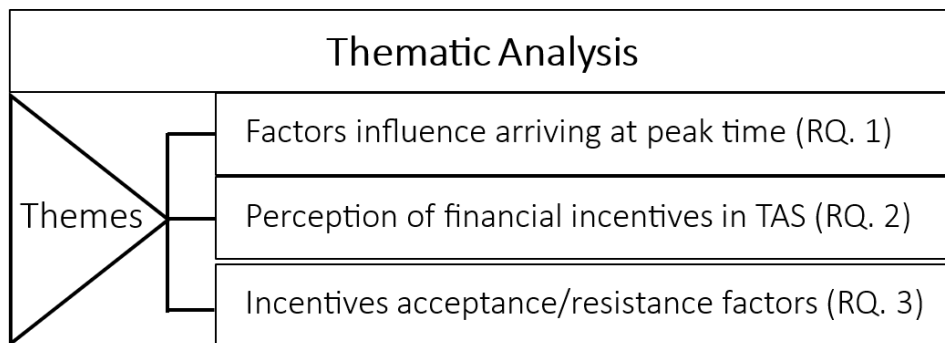 Thematic Analysis
Factors influence arriving at peak time (RQ. 1)
Themes
Perception of financial incentives in TAS (RQ. 2)
Incentives acceptance/resistance factors (RQ. 3)